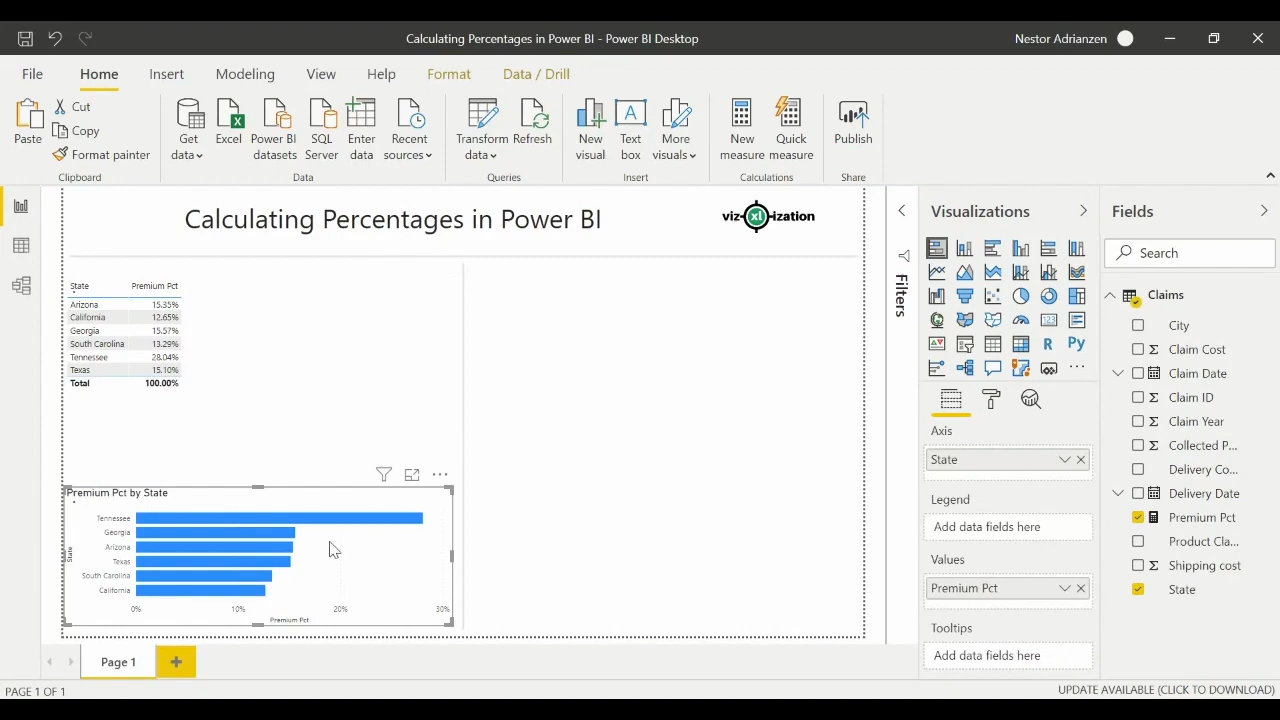 Calculating Percentages in Power BI - Power BI Desktop
Nestor Adrianzen
File Home Insert Modeling View Help Format Data / Drill
Paste
Cut
Copy
Format painter
Clipboard
Get data
Excel
Power BI datasets
SQL Server
Enter data
Recent sources
Data
Transform data
Refresh
Queries
New visual
A
Text box
More visuals
Insert
New measure
Quick measure
Calculations
Publish
Share
Calculating Percentages in Power BI
viz-xl-ization
State Premium Pct
Arizona 15.35%
California 12.65%
Georgia 15.57%
South Carolina 13.29%
Tennessee 28.04%
Texas 15.10%
Total 100.00%
Premium Pct by State
State
Tennessee
Georgia
Arizona
Texas
South Carolina
California
0% 10% 20% 30%
Premium Pct
Filters
Visualizations
123
R
Py
Axis
State
Legend
Add data fields here
Values
Premium Pct
Tooltips
Add data fields here
Fields
Search
Claims
City
Σ Claim Cost
Claim Date
Σ Claim ID
Σ Claim Year
Σ Collected P...
Delivery Co...
Delivery Date
Premium Pct
Product Cla...
Σ Shipping cost
State
Page 1
PAGE 1 OF 1
UPDATE AVAILABLE (CLICK TO DOWNLOAD)